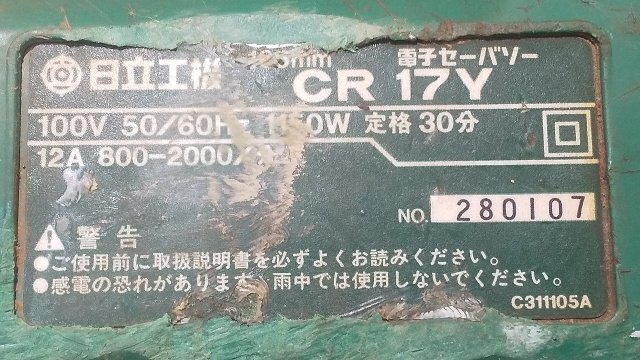 日立工機 mm 電子セーバソー
CR 17Y
100V 50/60Hz 定格 30分
12A 800-2000/
NO. 280107
警告
●ご使用前に取扱説明書を必ずよくお読みください。
●感電の恐れがあります、雨中では使用しないでください。
C311105A